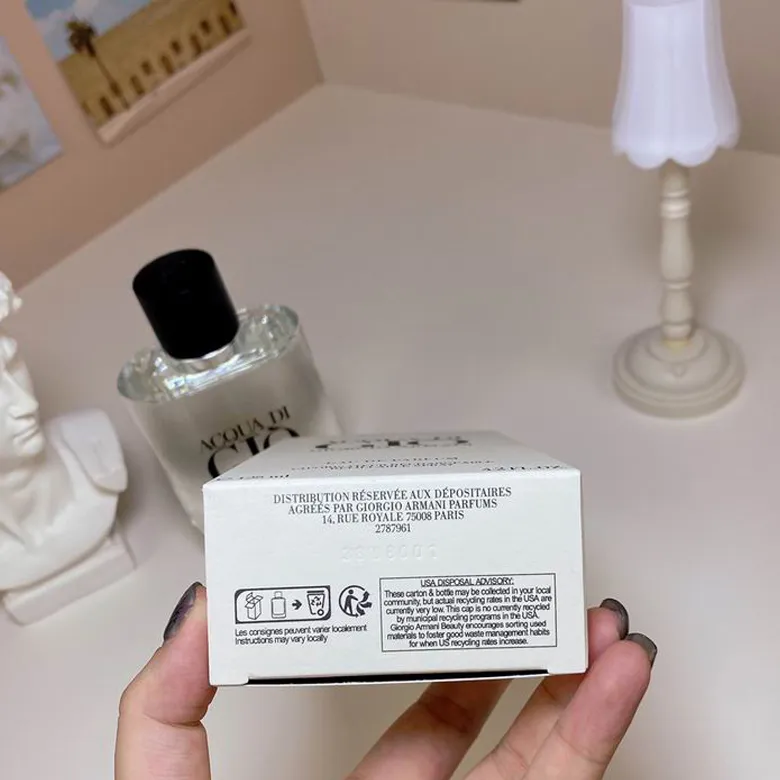 ACQUA DI
GIO
DISTRIBUTION RÉSERVÉE AUX DÉPOSITAIRES
AGRÉES PAR GIORGIO ARMANI PARFUMS
14, RUE ROYALE 75008 PARIS
2787961
Les consignes peuvent varier localement
Instructions may vary locally
USA DISPOSAL ADVISORY:
These carton & bottle may be collected in your local
community, but actual recycling rates in the USA are
currently very low. This cap is no currently recycled
by municipal recycling programs in the USA.
Giorgio Armani Beauty encourages sorting used
materials to foster good waste management habits
for when US recycling rates increase.